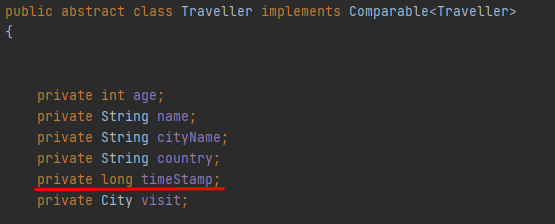 public abstract class Traveller implements Comparable<Traveller>
{
private int age;
private String name;
private String cityName;
private String country;
private long timeStamp;
private City visit;